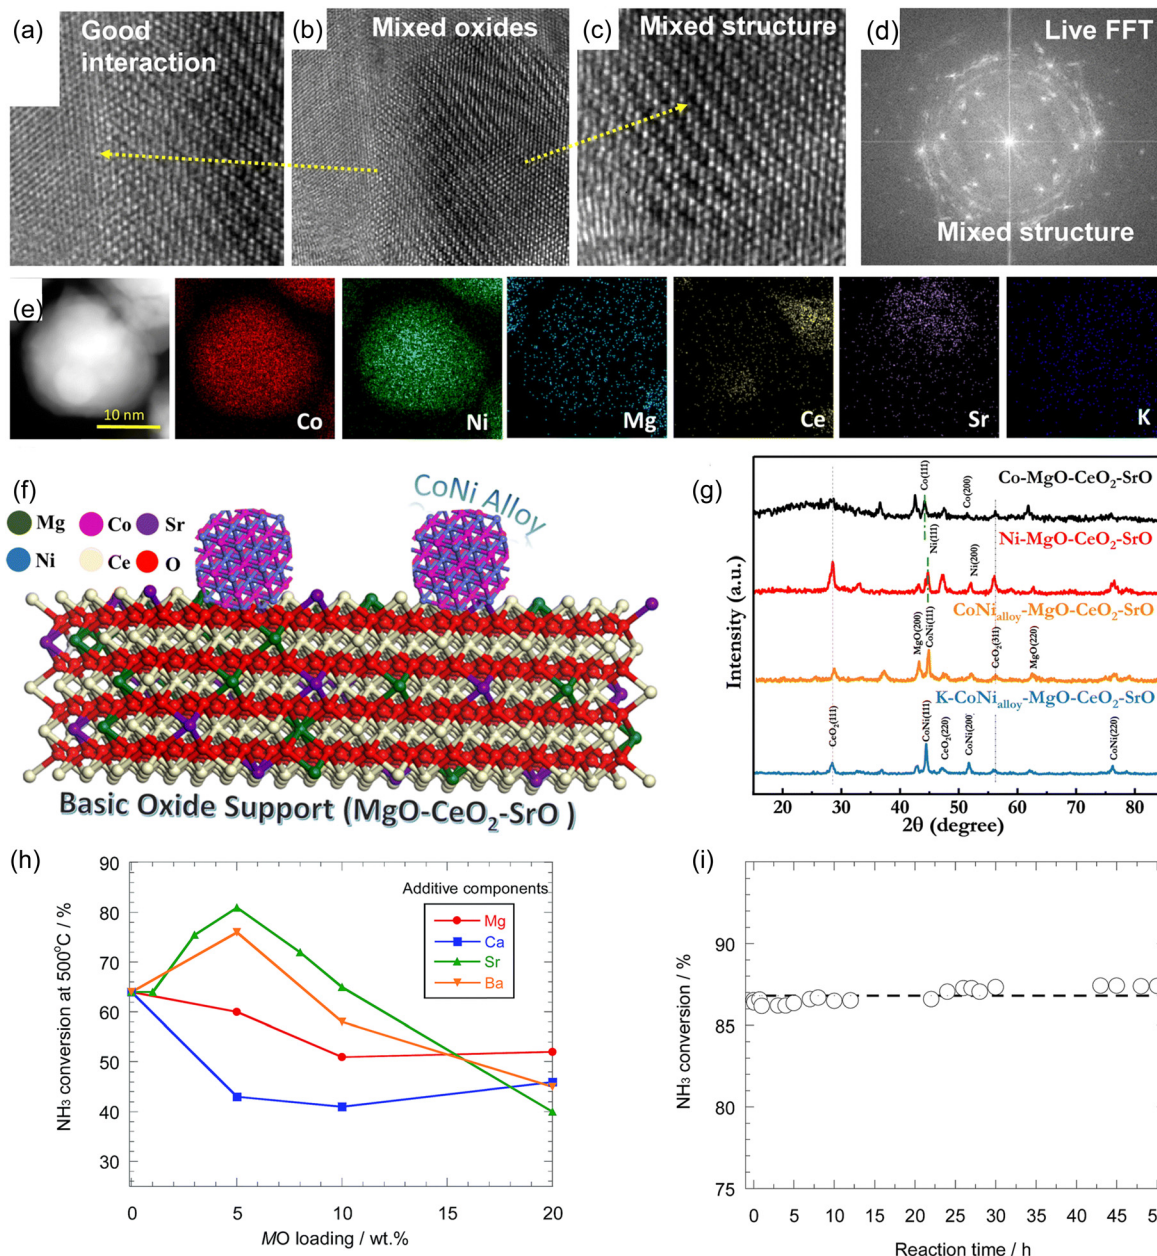 (a)
Good
interaction
(b)
Mixed oxides
(c)
Mixed structure
(d)
Live FFT
Mixed structure
(e)
10 nm
Co
Ni
Mg
Ce
Sr
K
(f)
CoNi Alloy
Mg
Co
Sr
Ni
Ce
O
Basic Oxide Support (MgO-CeO₂-SrO )
(g)
Intensity (a.u.)
Co-MgO-CeO₂-SrO
Co(111)
Co(200)
Ni-MgO-CeO₂-SrO
Ni(111)
Ni(200)
CoNi alloy-MgO-CeO₂-SrO
MgO(200)
CoNi(111)
CeO₂(311)
MgO(220)
K-CoNi alloy-MgO-CeO₂-SrO
CeO₂(111)
CoNi(111)
CeO₂(220)
CoNi(200)
CoNi(220)
20 30 40 50 60 70 80
2θ (degree)
(h)
NH₃ conversion at 500°C / %
90
80
70
60
50
40
30
Additive components
Mg
Ca
Sr
Ba
0 5 10 15 20
MO loading / wt.%
(i)
NH₃ conversion / %
90
85
80
75
0 5 10 15 20 25 30 35 40 45 50
Reaction time / h